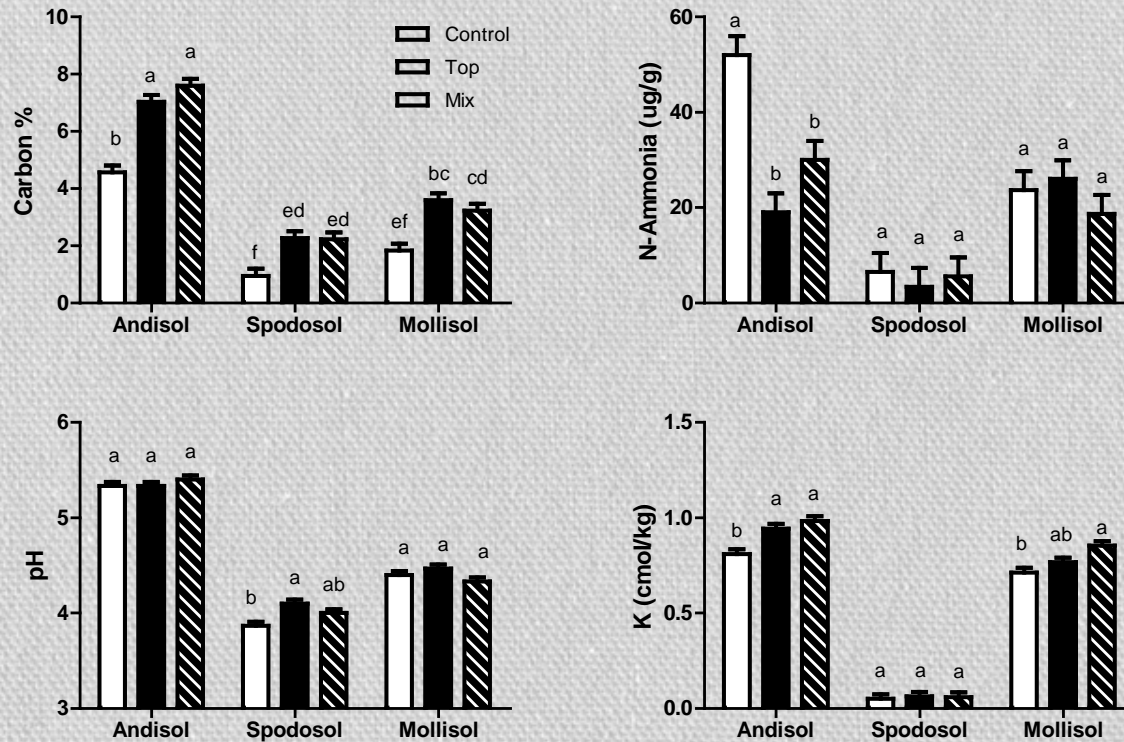 Carbon %
10
8
6
4
2
0
b
a
a
f
ed
ed
ef
bc
cd
Control
Top
Mix
Andisol
Spodosol
Mollisol
N-Ammonia (ug/g)
60
40
20
0
a
b
b
a
a
a
a
a
a
Andisol
Spodosol
Mollisol
pH
6
5
4
3
a
a
a
b
a
ab
a
a
a
Andisol
Spodosol
Mollisol
K (cmol/kg)
1.5
1.0
0.5
0.0
b
a
a
a
a
a
b
ab
a
Andisol
Spodosol
Mollisol